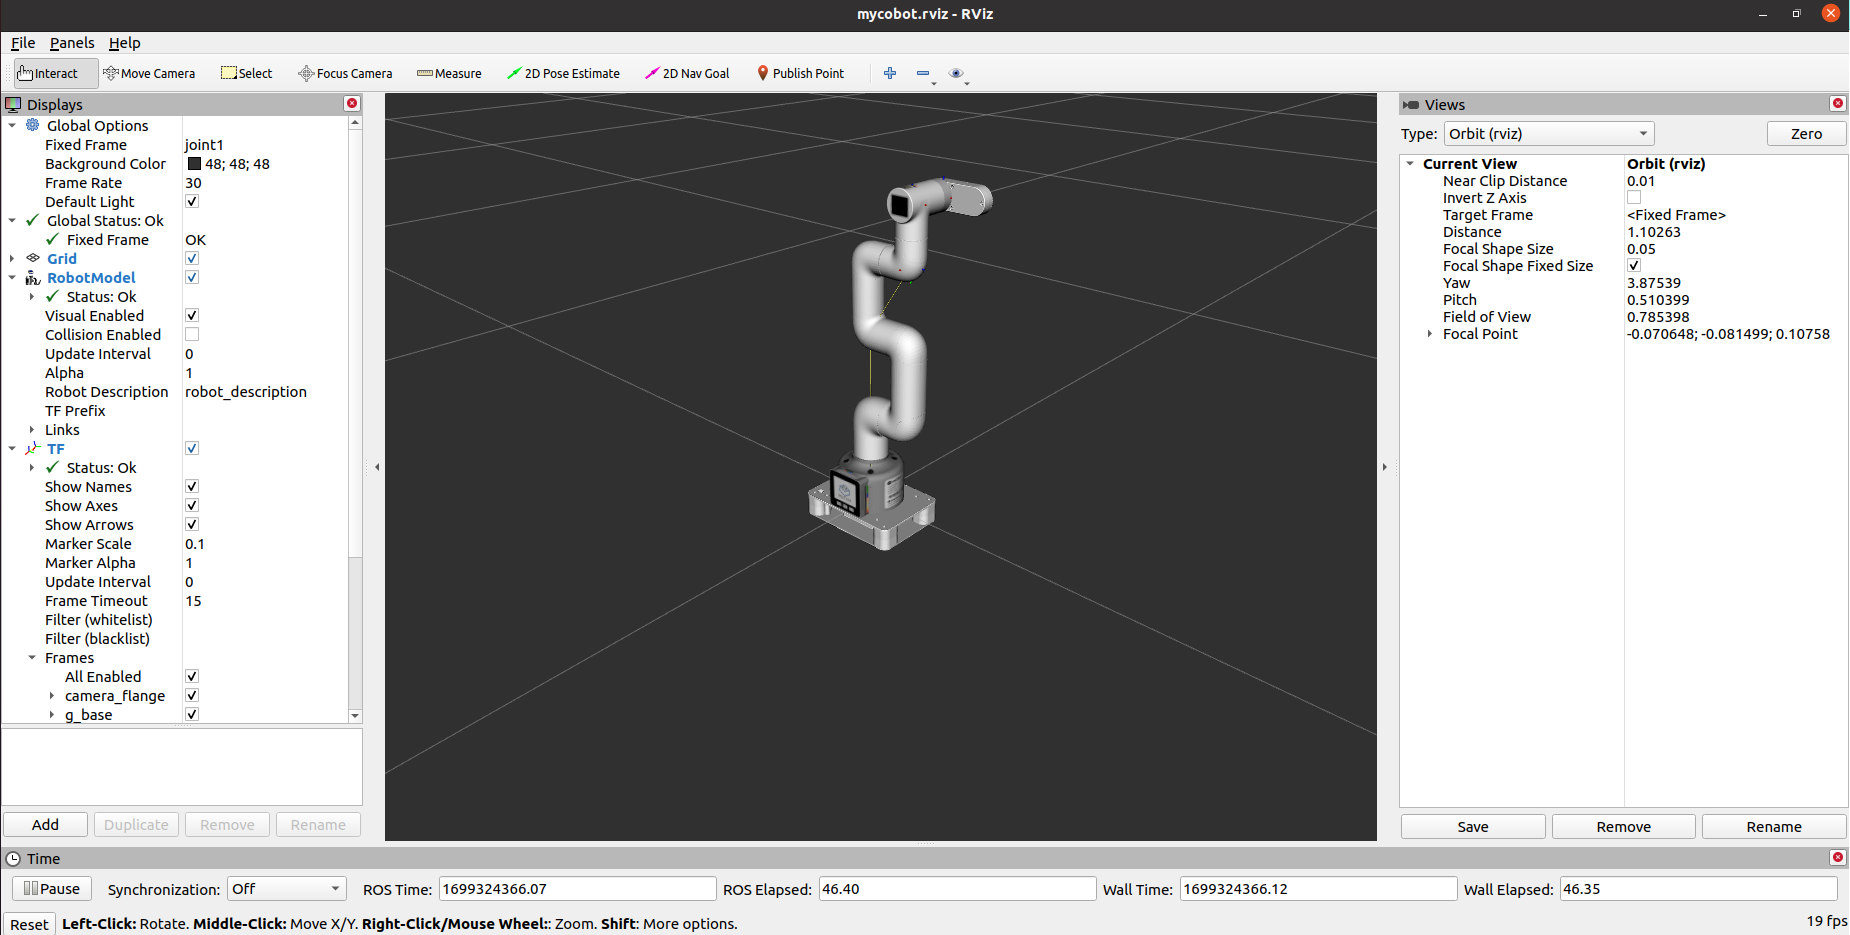 mycobot.rviz - RViz
File Panels Help
Interact Move Camera Select Focus Camera Measure 2D Pose Estimate 2D Nav Goal Publish Point
Displays
Global Options
Fixed Frame joint1
Background Color 48; 48; 48
Frame Rate 30
Default Light
Global Status: Ok
Fixed Frame OK
Grid
RobotModel
Status: Ok
Visual Enabled
Collision Enabled
Update Interval 0
Alpha 1
Robot Description robot_description
TF Prefix
Links
TF
Status: Ok
Show Names
Show Axes
Show Arrows
Marker Scale 0.1
Marker Alpha 1
Update Interval 0
Frame Timeout 15
Filter (whitelist)
Filter (blacklist)
Frames
All Enabled
camera_flange
g_base
Add Duplicate Remove Rename
Views
Type: Orbit (rviz) Zero
Current View Orbit (rviz)
Near Clip Distance 0.01
Invert Z Axis
Target Frame <Fixed Frame>
Distance 1.10263
Focal Shape Size 0.05
Focal Shape Fixed Size
Yaw 3.87539
Pitch 0.510399
Field of View 0.785398
Focal Point -0.070648; -0.081499; 0.10758
Save Remove Rename
Time
Pause Synchronization: Off ROS Time: 1699324366.07 ROS Elapsed: 46.40 Wall Time: 1699324366.12 Wall Elapsed: 46.35
Reset Left-Click: Rotate. Middle-Click: Move X/Y. Right-Click/Mouse Wheel:: Zoom. Shift: More options. 19 fps